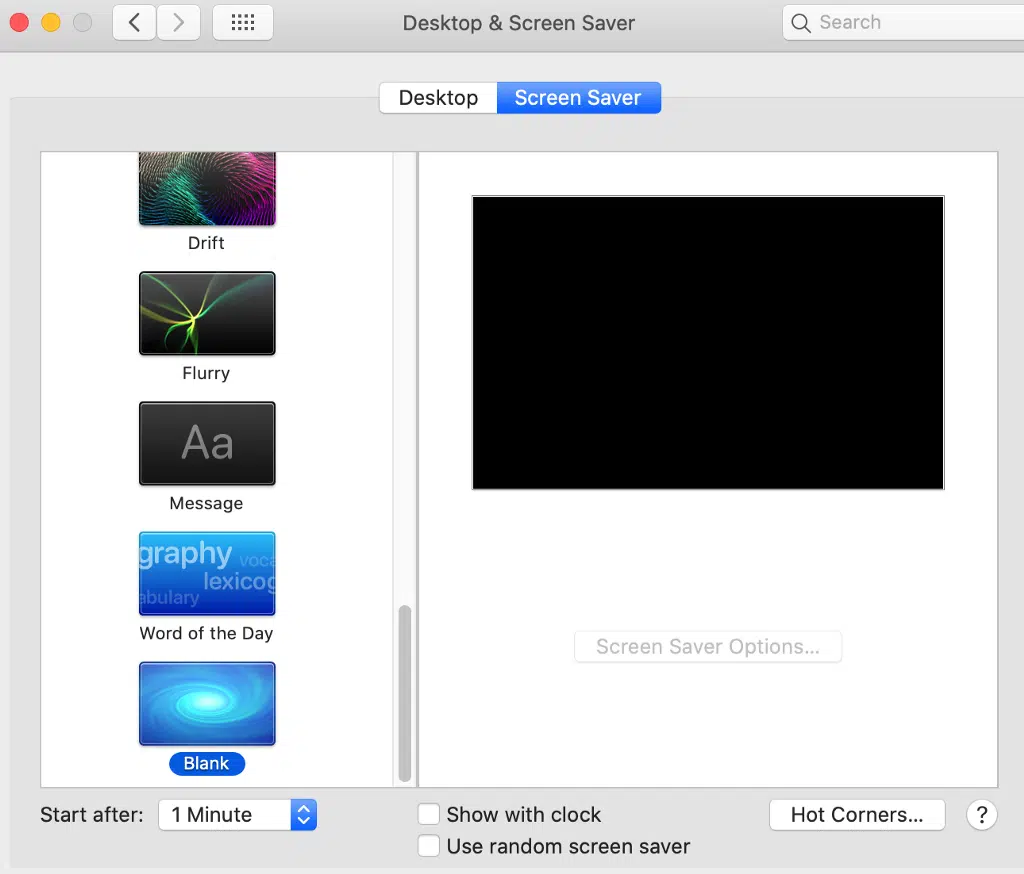 Desktop & Screen Saver
Search
Desktop
Screen Saver
Drift
Flurry
Aa
Message
graphy voca
lexicog
abulary
Word of the Day
Blank
Screen Saver Options...
Start after: 1 Minute
Show with clock
Hot Corners...
?
Use random screen saver